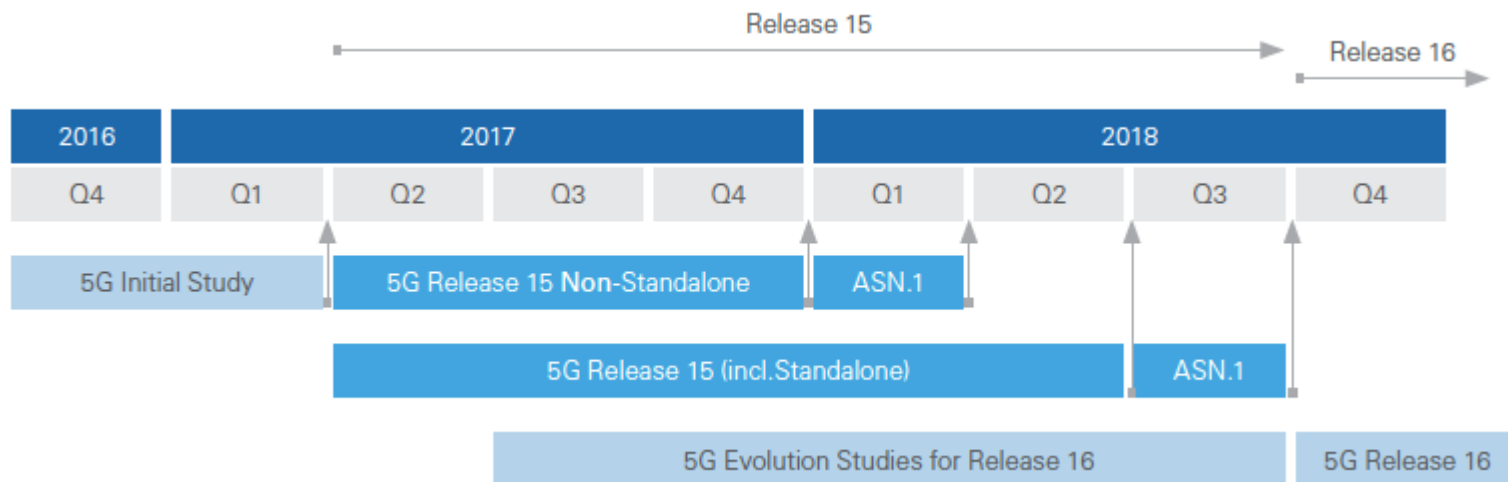 Release 15
Release 16
2016 2017 2018
Q4 Q1 Q2 Q3 Q4 Q1 Q2 Q3 Q4
5G Initial Study 5G Release 15 Non-Standalone ASN.1
5G Release 15 (incl.Standalone) ASN.1
5G Evolution Studies for Release 16 5G Release 16